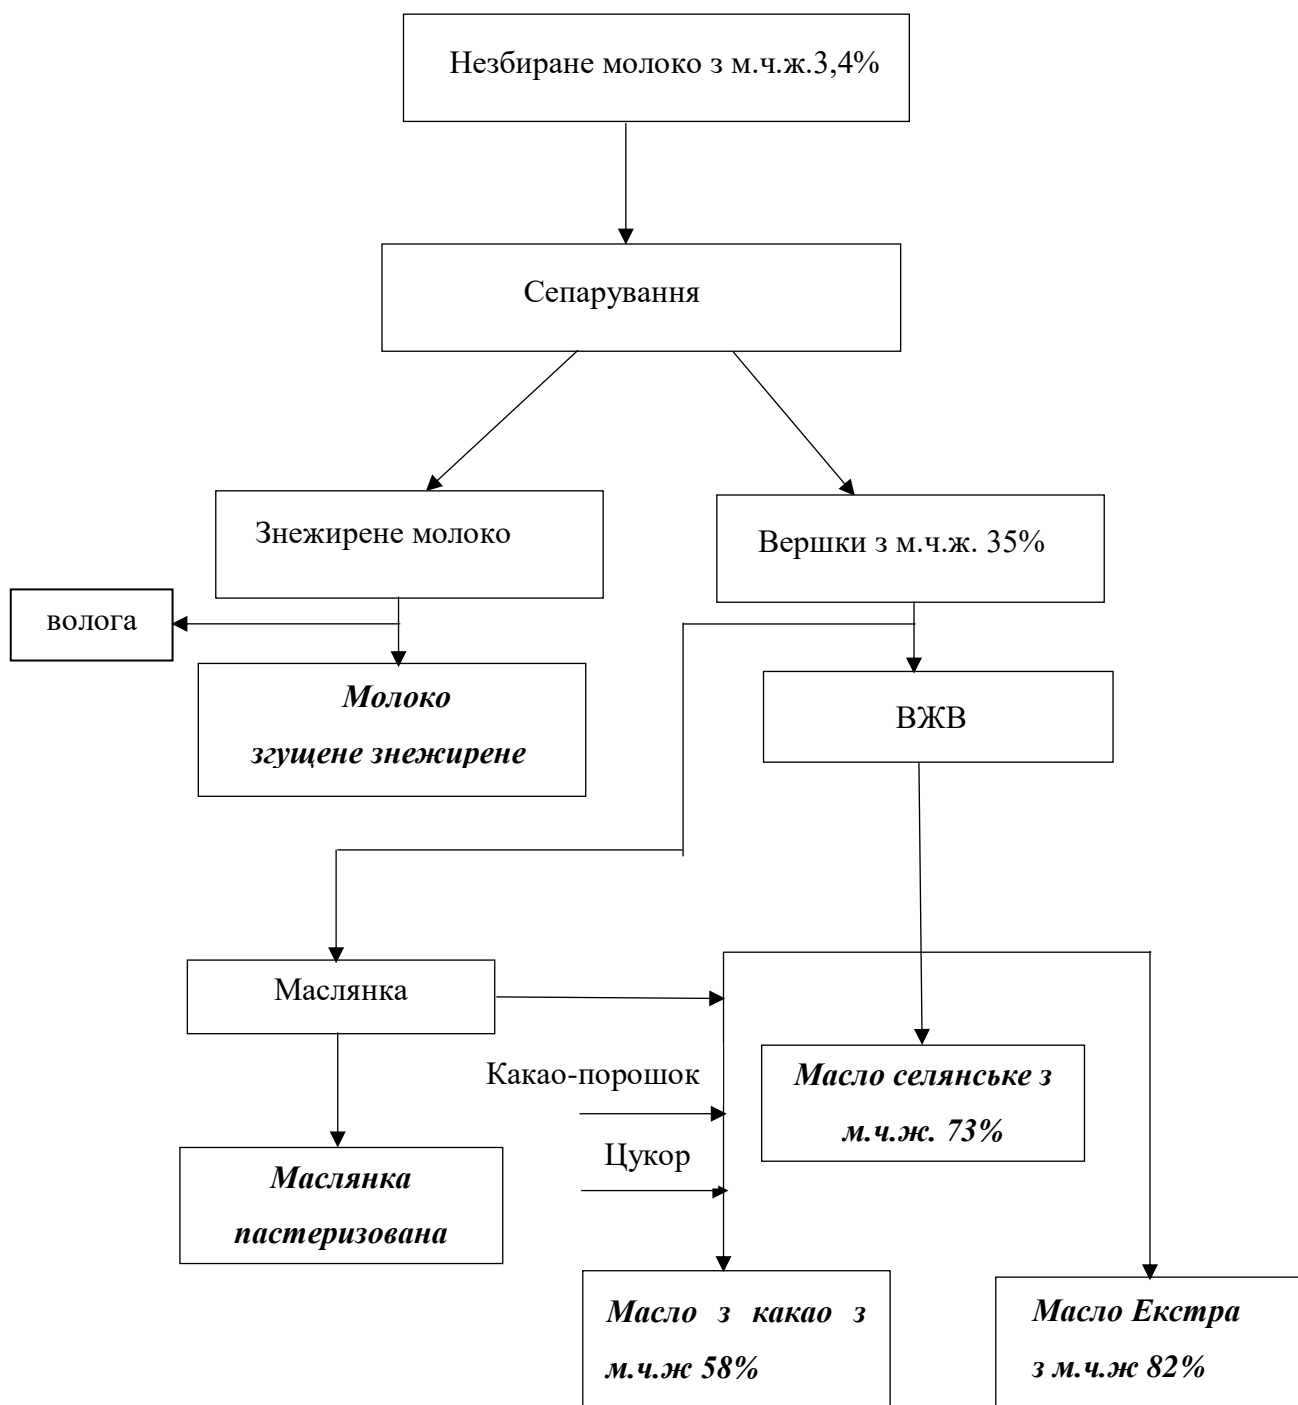 Незбиране молоко з м.ч.ж.3,4%
Сепарування
Знежирене молоко
Вершки з м.ч.ж. 35%
волога
Молоко
згущене знежирене
ВЖВ
Маслянка
Какао-порошок
Масло селянське з
м.ч.ж. 73%
Цукор
Маслянка
пастеризована
Масло з какао з
м.ч.ж 58%
Масло Екстра
з м.ч.ж 82%